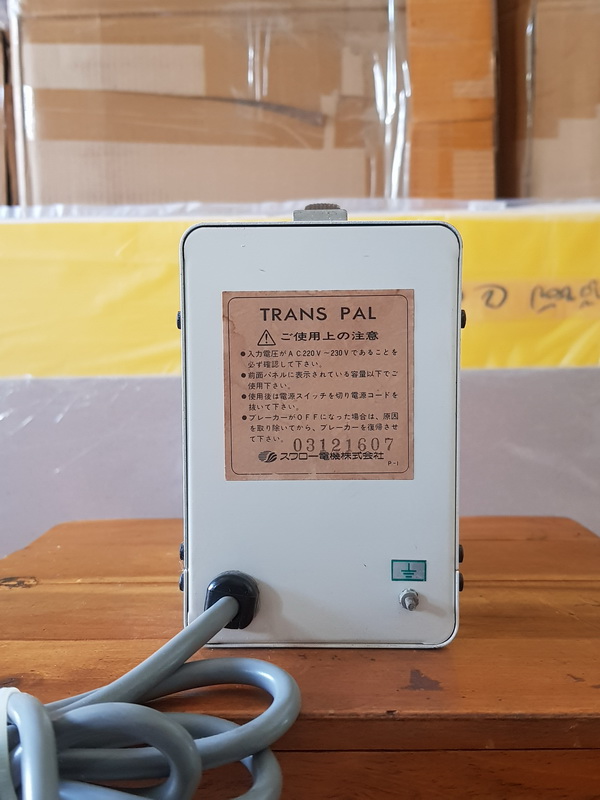 TRANS PAL
ご使用上の注意
●入力電圧がAC220V～230Vであることを
必ず確認して下さい。
●前面パネルに表示されている容量以下でご
使用下さい。
●使用後は電源スイッチを切り電源コードを
抜いて下さい。
●ブレーカーがOFFになった場合は、原因
を取り除いてから、ブレーカーを復帰させ
て下さい。
03121607
スワロー電機株式会社
P-1